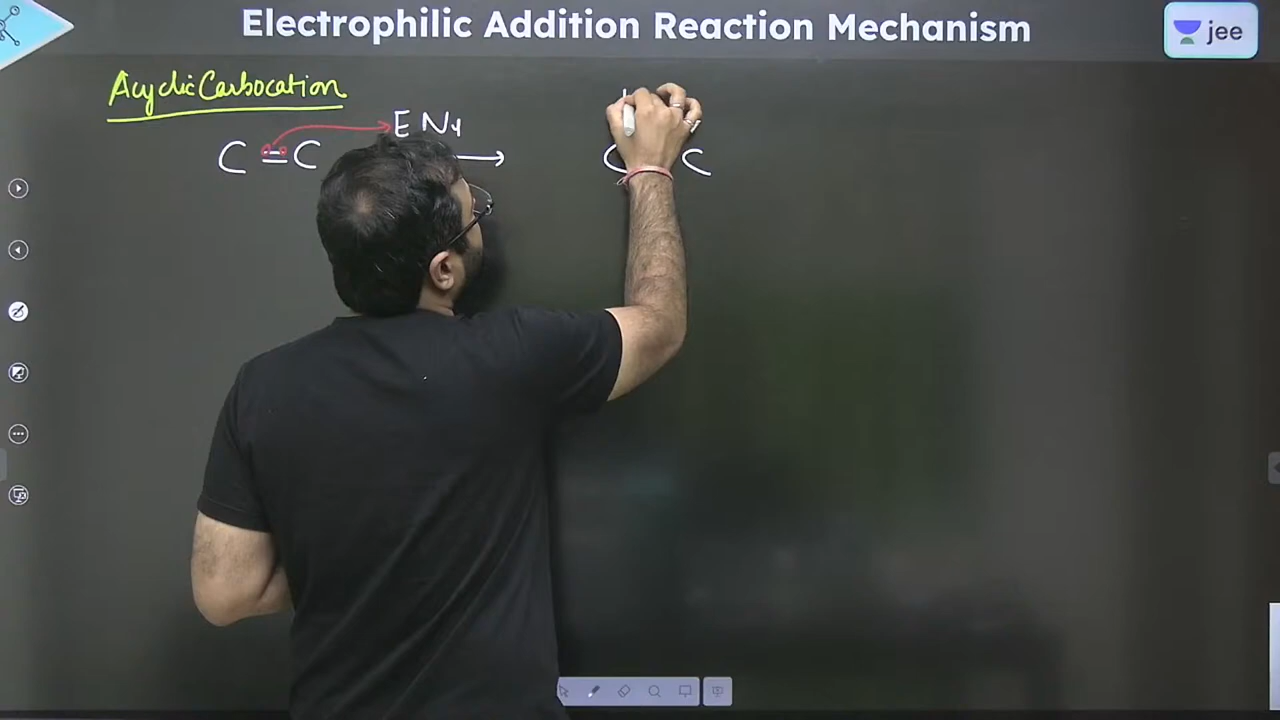 Electrophilic Addition Reaction Mechanism
jee
Acyclic Carbocation
E Nu
C = C
C C